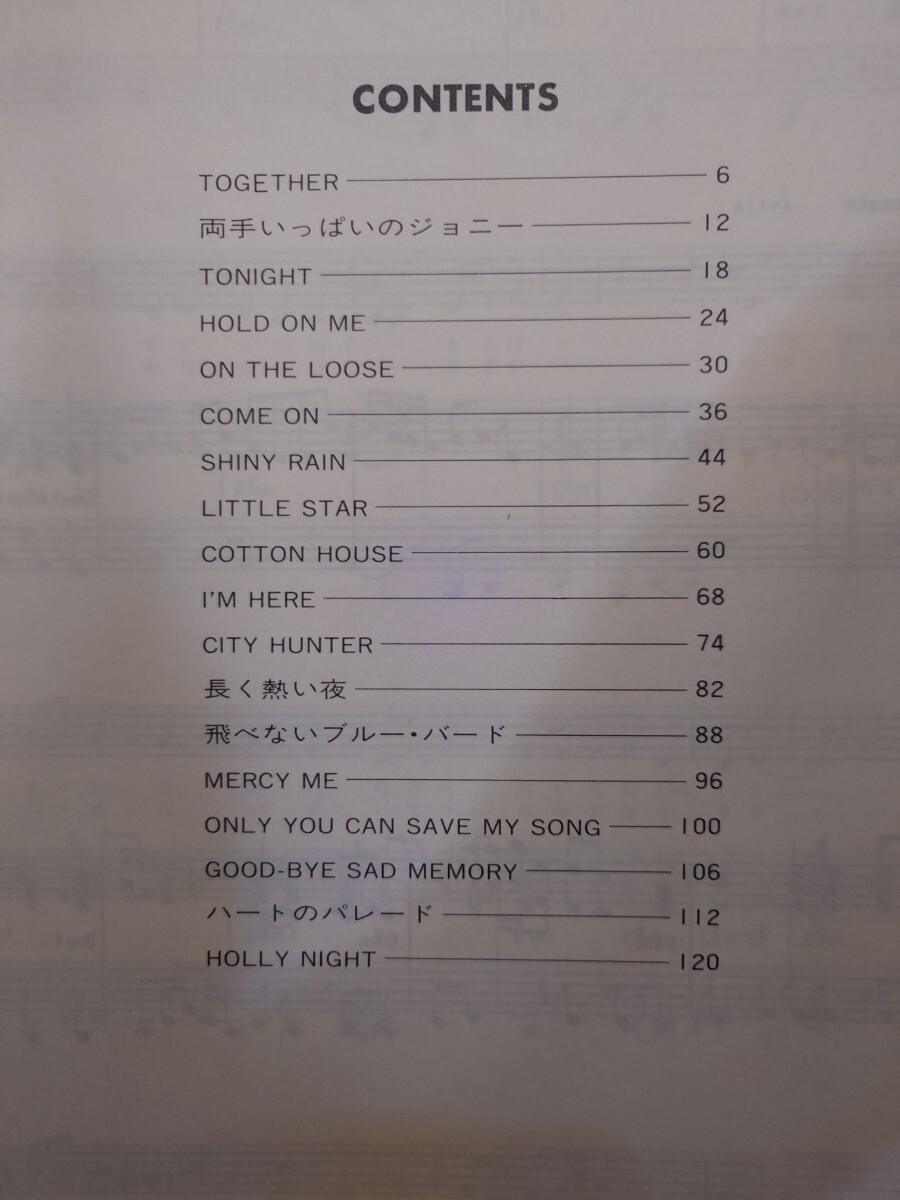 CONTENTS
TOGETHER 6
両手いっぱいのジョニー 12
TONIGHT 18
HOLD ON ME 24
ON THE LOOSE 30
COME ON 36
SHINY RAIN 44
LITTLE STAR 52
COTTON HOUSE 60
I'M HERE 68
CITY HUNTER 74
長く熱い夜 82
飛べないブルー・バード 88
MERCY ME 96
ONLY YOU CAN SAVE MY SONG 100
GOOD-BYE SAD MEMORY 106
ハートのパレード 112
HOLLY NIGHT 120